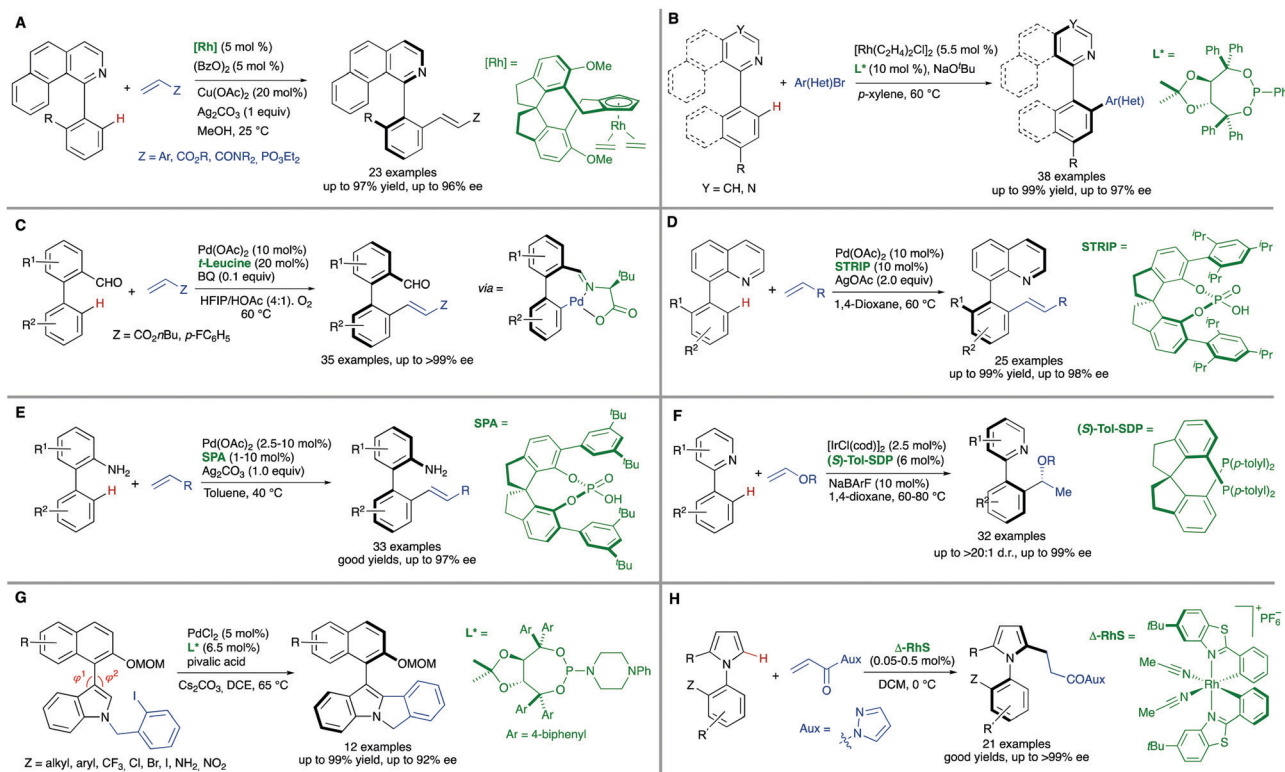 A
R
H
N
+
Z
[Rh] (5 mol %)
(BzO)₂ (5 mol %)
Cu(OAc)₂ (20 mol%)
Ag₂CO₃ (1 equiv)
MeOH, 25 °C
Z = Ar, CO₂R, CONR₂, PO₃Et₂
N
R
Z
23 examples
up to 97% yield, up to 96% ee
[Rh] =
OMe
Rh
OMe
B
Y
N
H
R
Y = CH, N
+
Ar(Het)Br
[Rh(C₂H₄)₂Cl]₂ (5.5 mol %)
L* (10 mol %), NaOᵗBu
p-xylene, 60 °C
Y
N
Ar(Het)
R
38 examples
up to 99% yield, up to 97% ee
L* =
Ph
Ph
O
O
O
O
P
Ph
Ph
Ph
C
R¹
CHO
H
R²
+
Z
Z = CO₂nBu, p-FC₆H₅
Pd(OAc)₂ (10 mol%)
t-Leucine (20 mol%)
BQ (0.1 equiv)
HFIP/HOAc (4:1). O₂
60 °C
R¹
CHO
Z
R²
35 examples, up to >99% ee
via =
R¹
N
tBu
Pd
O
O
R²
D
N
R¹
H
R²
+
R
Pd(OAc)₂ (10 mol%)
STRIP (10 mol%)
AgOAc (2.0 equiv)
1,4-Dioxane, 60 °C
N
R¹
R
R²
25 examples
up to 99% yield, up to 98% ee
STRIP =
ⁱPr
ⁱPr
ⁱPr
O
O
P
O
OH
ⁱPr
ⁱPr
ⁱPr
E
R¹
NH₂
H
R²
+
R
Pd(OAc)₂ (2.5-10 mol%)
SPA (1-10 mol%)
Ag₂CO₃ (1.0 equiv)
Toluene, 40 °C
R¹
NH₂
R
R²
33 examples
good yields, up to 97% ee
SPA =
ᵗBu
ᵗBu
O
O
P
O
OH
ᵗBu
ᵗBu
F
R¹
N
H
R²
+
OR
[IrCl(cod)]₂ (2.5 mol%)
(S)-Tol-SDP (6 mol%)
NaBArF (10 mol%)
1,4-dioxane, 60-80 °C
R¹
N
OR
Me
R²
32 examples
up to >20:1 d.r., up to 99% ee
(S)-Tol-SDP =
P(p-tolyl)₂
P(p-tolyl)₂
G
R
OMOM
φ¹
φ²
I
N
Z = alkyl, aryl, CF₃, Cl, Br, I, NH₂, NO₂
PdCl₂ (5 mol%)
L* (6.5 mol%)
pivalic acid
Cs₂CO₃, DCE, 65 °C
R
OMOM
N
12 examples
up to 99% yield, up to 92% ee
L* =
Ar
Ar
O
O
O
O
P
N
N
Ph
Ar
Ar
Ar = 4-biphenyl
H
R
N
H
Z
R
+
Aux
O
Aux =
N
N
Δ-RhS
(0.05-0.5 mol%)
DCM, 0 °C
R
N
Z
COAux
R
21 examples
good yields, up to >99% ee
Δ-RhS =
tBu
S
N
Me
C
N
Rh
N
C
Me
N
S
tBu
+
PF₆⁻